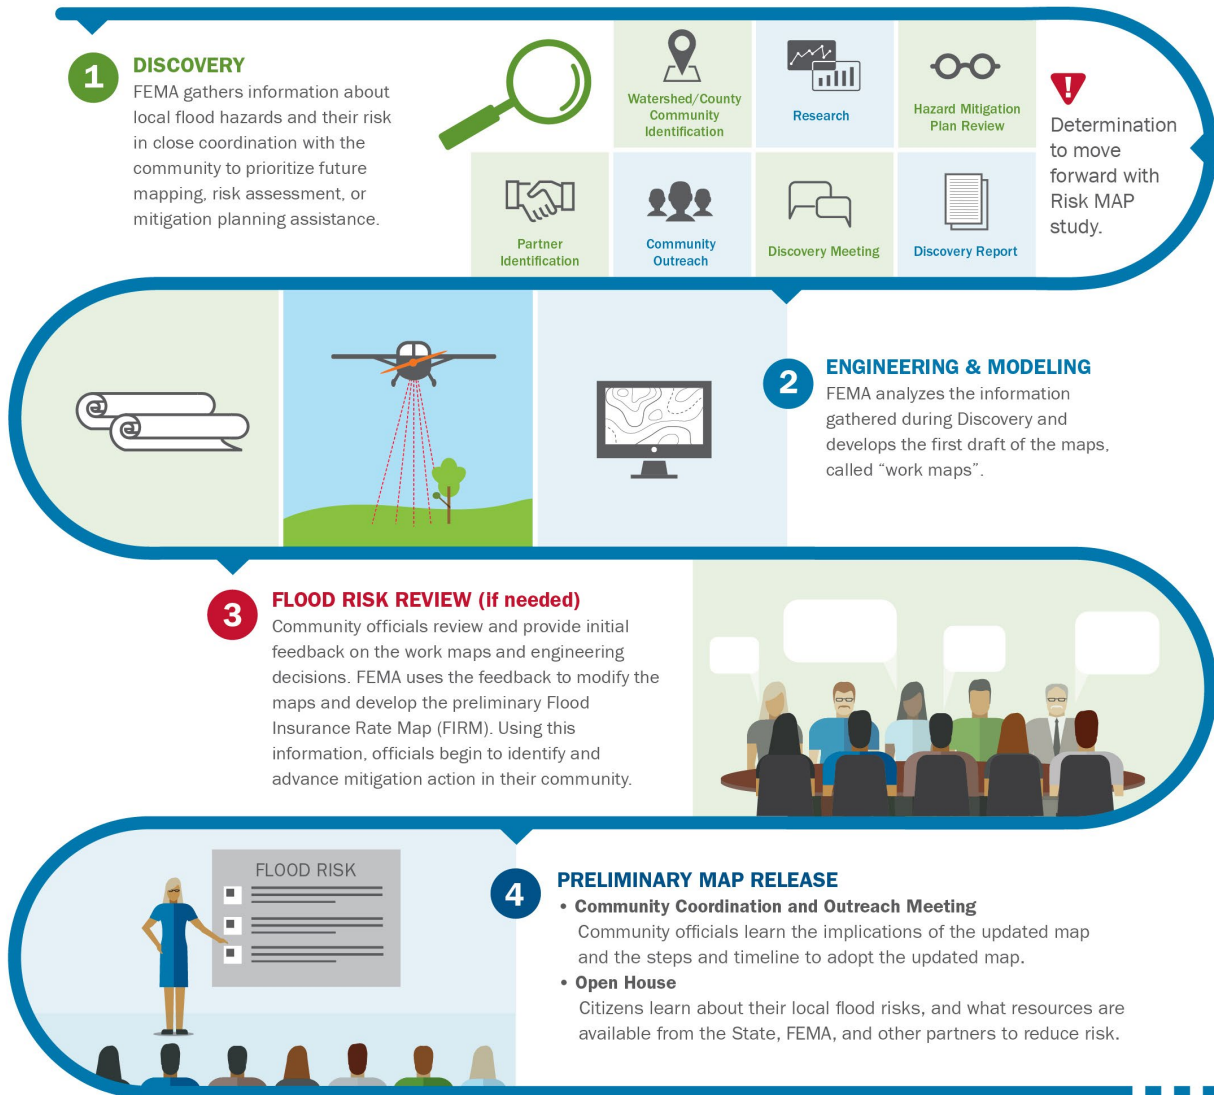 1
DISCOVERY
FEMA gathers information about
local flood hazards and their risk
in close coordination with the
community to prioritize future
mapping, risk assessment, or
mitigation planning assistance.
Watershed/County
Community
Identification
Research
Hazard Mitigation
Plan Review
Partner
Identification
Community
Outreach
Discovery Meeting
Discovery Report
!
Determination
to move
forward with
Risk MAP
study.
2
ENGINEERING & MODELING
FEMA analyzes the information
gathered during Discovery and
develops the first draft of the maps,
called “work maps”.
3
FLOOD RISK REVIEW (if needed)
Community officials review and provide initial
feedback on the work maps and engineering
decisions. FEMA uses the feedback to modify the
maps and develop the preliminary Flood
Insurance Rate Map (FIRM). Using this
information, officials begin to identify and
advance mitigation action in their community.
FLOOD RISK
4
PRELIMINARY MAP RELEASE
• Community Coordination and Outreach Meeting
Community officials learn the implications of the updated map
and the steps and timeline to adopt the updated map.
• Open House
Citizens learn about their local flood risks, and what resources are
available from the State, FEMA, and other partners to reduce risk.